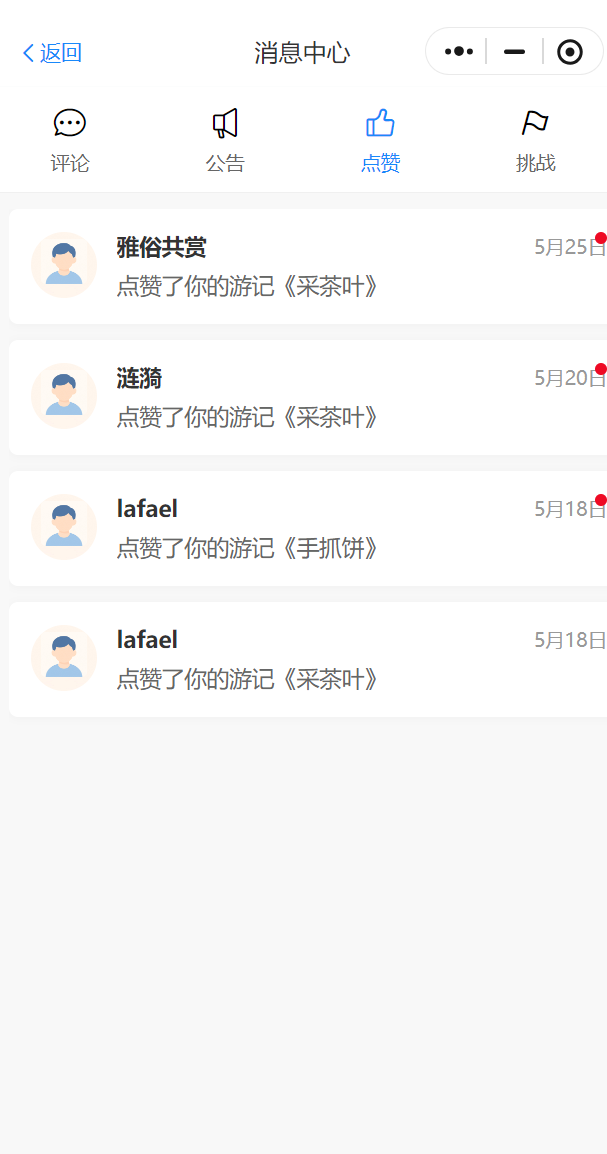 返回
消息中心
评论
公告
点赞
挑战
雅俗共赏
5月25日
点赞了你的游记《采茶叶》
涟漪
5月20日
点赞了你的游记《采茶叶》
lafael
5月18日
点赞了你的游记《手抓饼》
lafael
5月18日
点赞了你的游记《采茶叶》